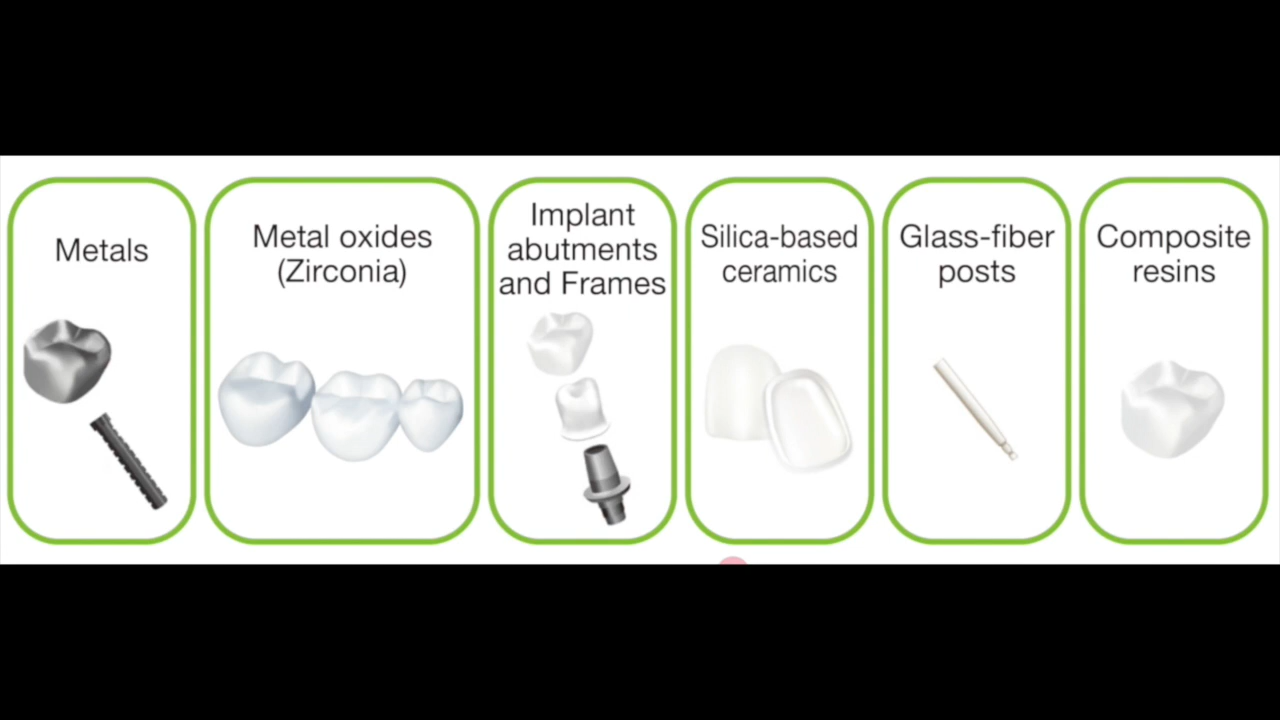 Metals
Metal oxides
(Zirconia)
Implant
abutments
and Frames
Silica-based
ceramics
Glass-fiber
posts
Composite
resins